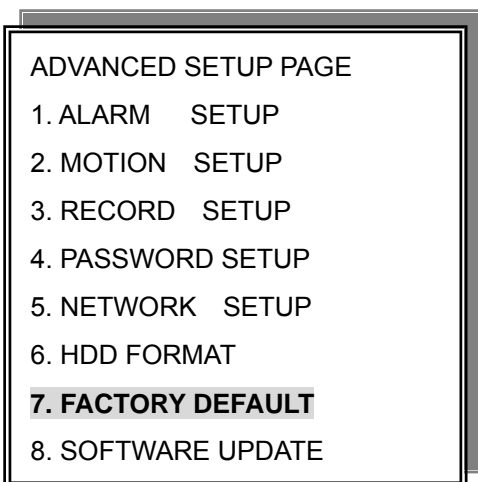 ADVANCED SETUP PAGE
1. ALARM SETUP
2. MOTION SETUP
3. RECORD SETUP
4. PASSWORD SETUP
5. NETWORK SETUP
6. HDD FORMAT
7. FACTORY DEFAULT
8. SOFTWARE UPDATE